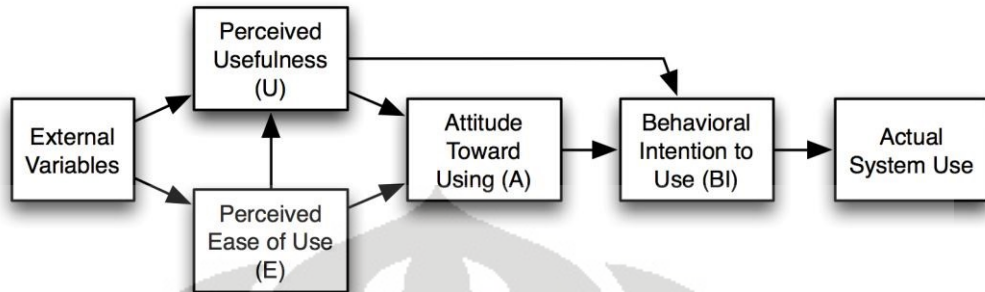 Perceived
Usefulness
(U)
External
Variables
Perceived
Ease of Use
(E)
Attitude
Toward
Using (A)
Behavioral
Intention to
Use (BI)
Actual
System Use